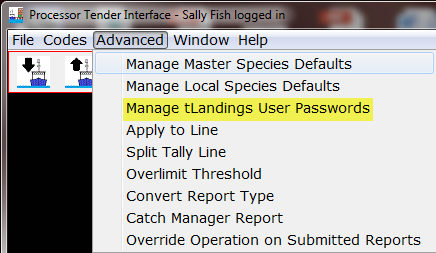 Processor Tender Interface - Sally Fish logged in
File Codes Advanced Window Help
Manage Master Species Defaults
Manage Local Species Defaults
Manage tLandings User Passwords
Apply to Line
Split Tally Line
Overlimit Threshold
Convert Report Type
Catch Manager Report
Override Operation on Submitted Reports